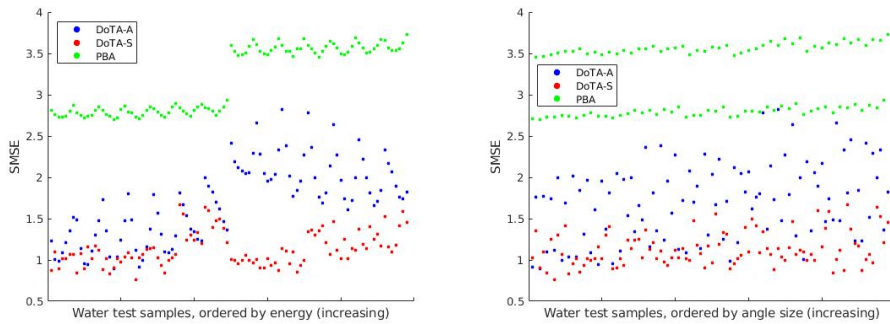 4
3.5
3
2.5
2
1.5
1
0.5
SMSE
DoTA-A
DoTA-S
PBA
Water test samples, ordered by energy (increasing)
4
3.5
3
2.5
2
1.5
1
0.5
SMSE
DoTA-A
DoTA-S
PBA
Water test samples, ordered by angle size (increasing)